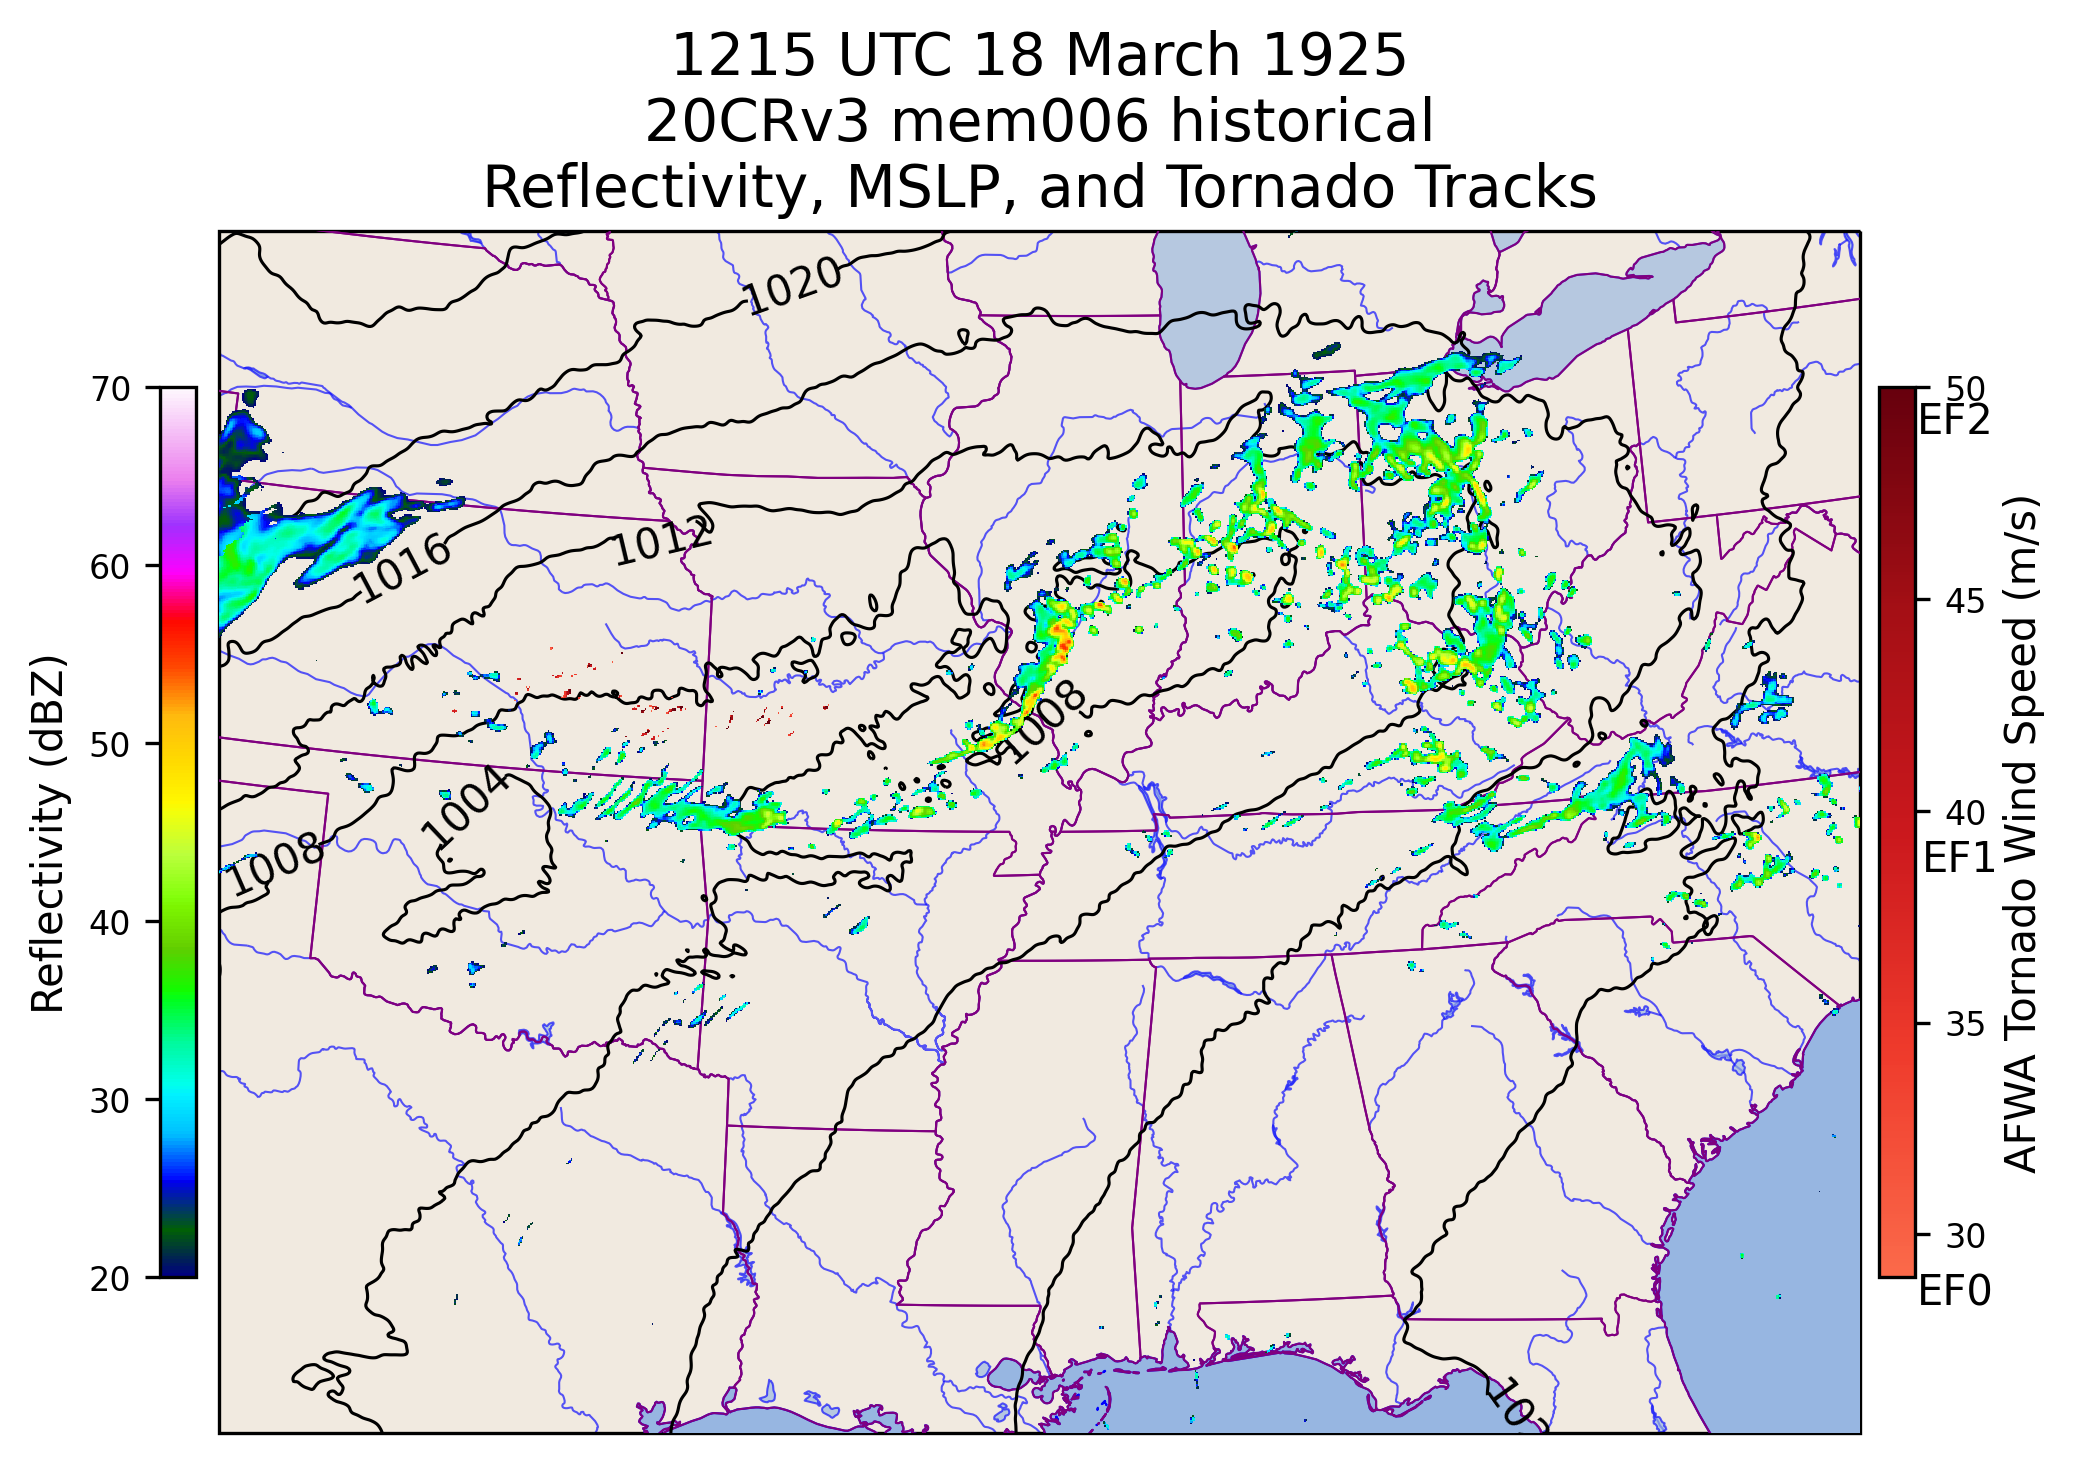 1215 UTC 18 March 1925
20CRv3 mem006 historical
Reflectivity, MSLP, and Tornado Tracks
1020
1016
1012
1008
1004
1008
70
60
50
40
30
20
Reflectivity (dBZ)
50
EF2
45
40
EF1
35
30
EF0
AFWA Tornado Wind Speed (m/s)